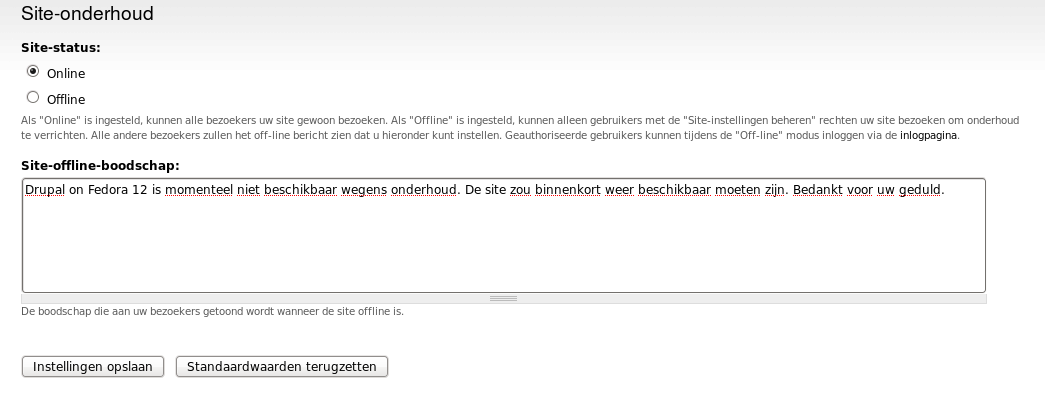 Site-onderhoud
Site-status:
Online
Offline
Als "Online" is ingesteld, kunnen alle bezoekers uw site gewoon bezoeken. Als "Offline" is ingesteld, kunnen alleen gebruikers met de "Site-instellingen beheren" rechten uw site bezoeken om onderhoud
te verrichten. Alle andere bezoekers zullen het off-line bericht zien dat u hieronder kunt instellen. Geauthoriseerde gebruikers kunnen tijdens de "Off-line" modus inloggen via de inlogpagina.
Site-offline-boodschap:
Drupal on Fedora 12 is momenteel niet beschikbaar wegens onderhoud. De site zou binnenkort weer beschikbaar moeten zijn. Bedankt voor uw geduld.
De boodschap die aan uw bezoekers getoond wordt wanneer de site offline is.
Instellingen opslaan Standaardwaarden terugzetten